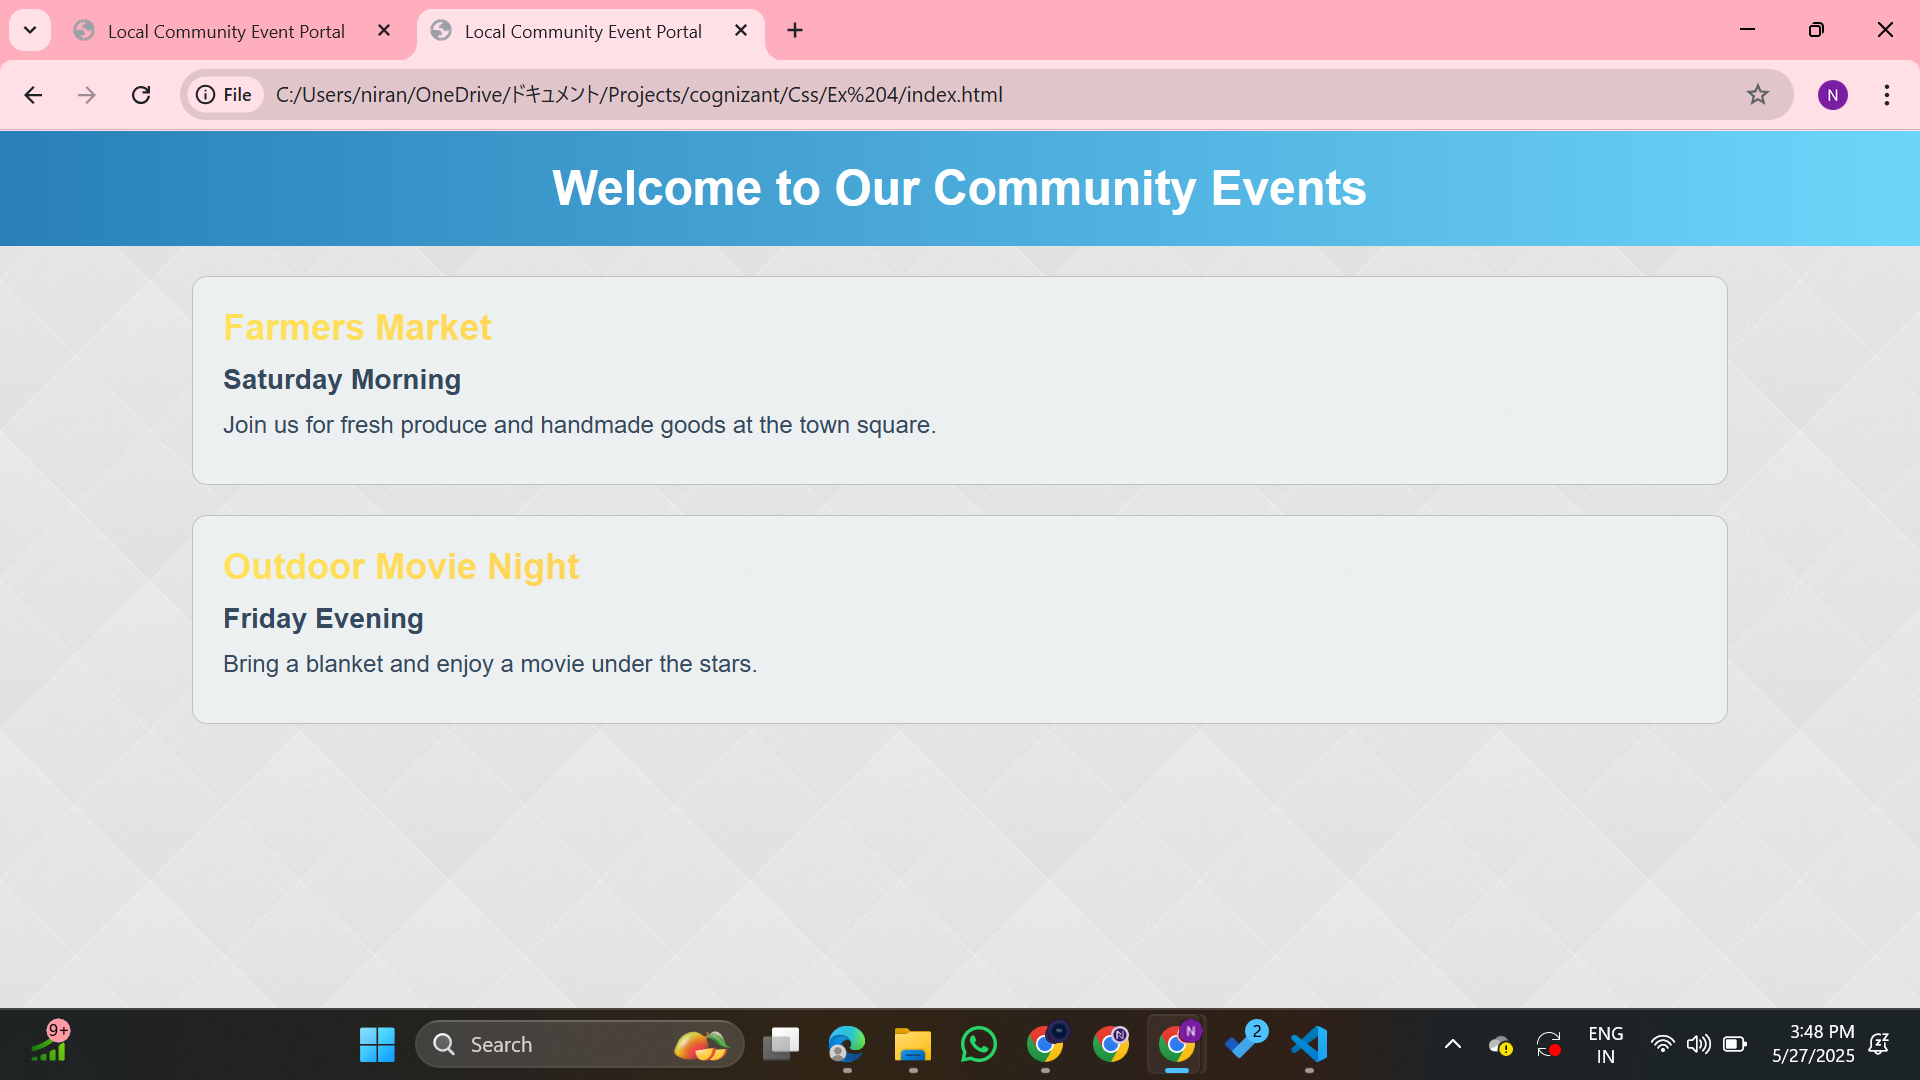 Local Community Event Portal
Local Community Event Portal
File
C:/Users/niran/OneDrive/ドキュメント/Projects/cognizant/Css/Ex%204/index.html
N
Welcome to Our Community Events
Farmers Market
Saturday Morning
Join us for fresh produce and handmade goods at the town square.
Outdoor Movie Night
Friday Evening
Bring a blanket and enjoy a movie under the stars.
9+
Search
N
N
2
ENG
IN
3:48 PM
5/27/2025